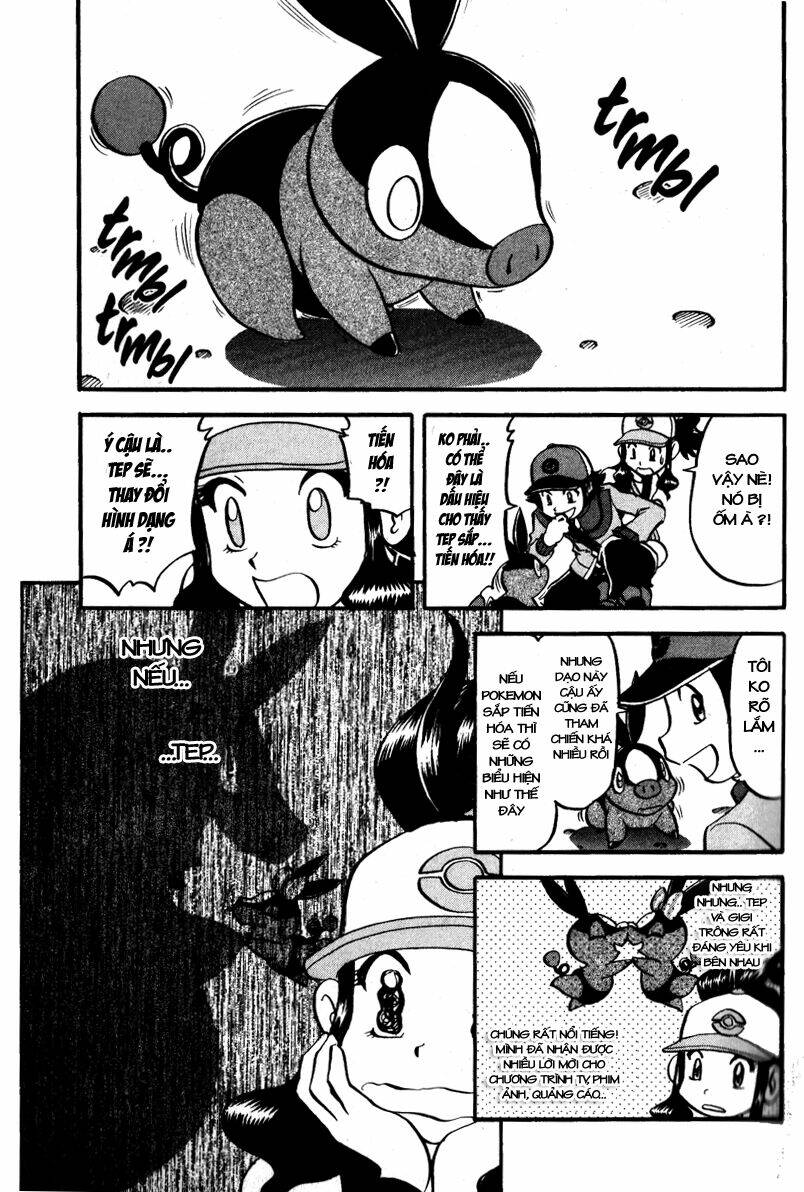 trmbl
trmbl
trmbl
SAO
VẬY NÈ!
NÓ BỊ
ỐM À ?!
KO PHẢI..
CÓ THỂ
ĐÂY LÀ
DẤU HIỆU
CHO THẤY
TEP SẮP...
TIẾN HÓA!!
TIẾN
HÓA
?!
Ý CẬU LÀ..
TEP SẼ...
THAY ĐỔI
HÌNH DẠNG
Á ?!
TÔI
KO RÕ
LẮM
...
NHƯNG
DẠO NÀY
CẬU ẤY
CŨNG ĐÃ
THAM
CHIẾN KHÁ
NHIỀU RỒI
NẾU
POKEMON
SẮP TIẾN
HÓA THÌ
SẼ CÓ
NHỮNG
BIỂU HIỆN
NHƯ THẾ
ĐÂY
NHƯNG
NHƯNG.. TEP
VÀ GIGI
TRÔNG RẤT
ĐÁNG YÊU KHI
BÊN NHAU
CHÚNG RẤT NỔI TIẾNG!
MÌNH ĐÃ NHẬN ĐƯỢC
NHIỀU LỜI MỜI CHO
CHƯƠNG TRÌNH TV, PHIM
ẢNH, QUẢNG CÁO...
NHƯNG
NẾU...
...TEP..